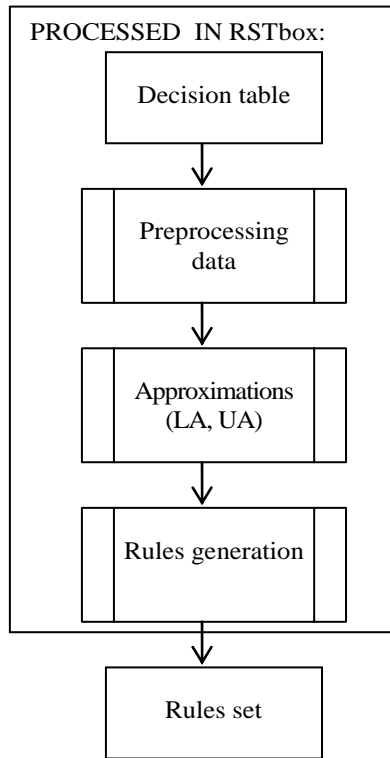 PROCESSED IN RSTbox:
Decision table
Preprocessing
data
Approximations
(LA, UA)
Rules generation
Rules set